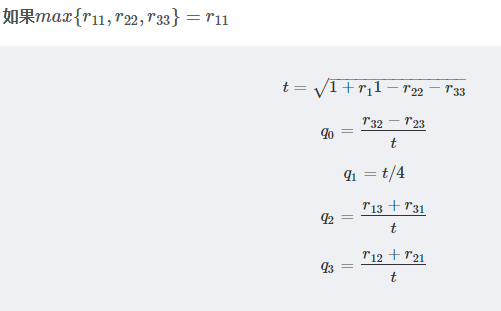 如果max{r₁₁, r₂₂, r₃₃} = r₁₁
t = √(1 + r₁1 − r₂₂ − r₃₃)
q₀ = (r₃₂ − r₂₃)/t
q₁ = t/4
q₂ = (r₁₃ + r₃₁)/t
q₃ = (r₁₂ + r₂₁)/t